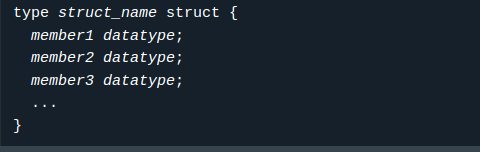 type struct_name struct {
  member1 datatype;
  member2 datatype;
  member3 datatype;
  ...
}